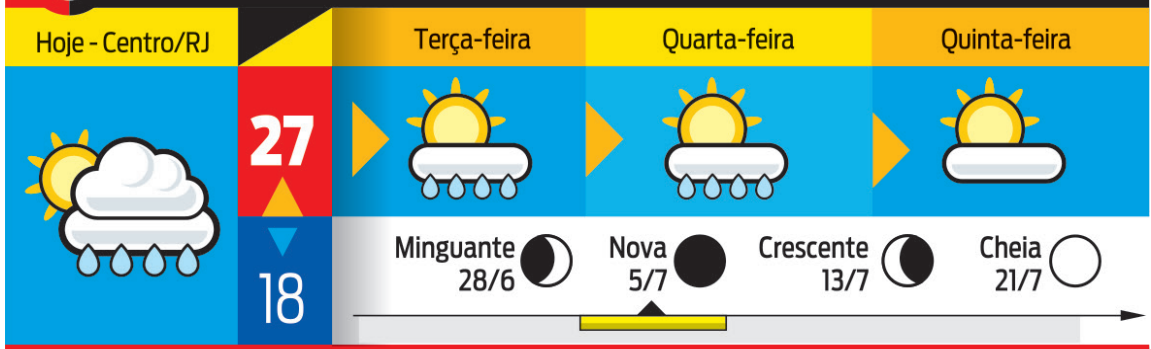 Hoje - Centro/RJ
27
18
Terça-feira
Quarta-feira
Quinta-feira
Minguante
28/6
Nova
5/7
Crescente
13/7
Cheia
21/7